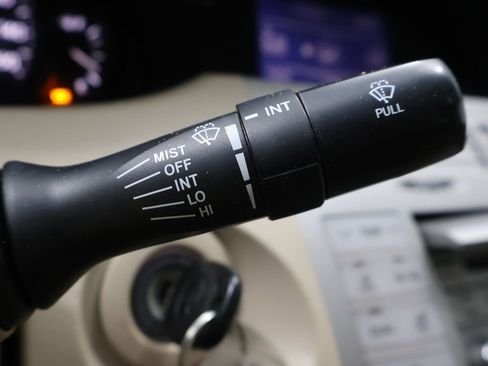 MIST
OFF
INT
LO
HI
INT
PULL